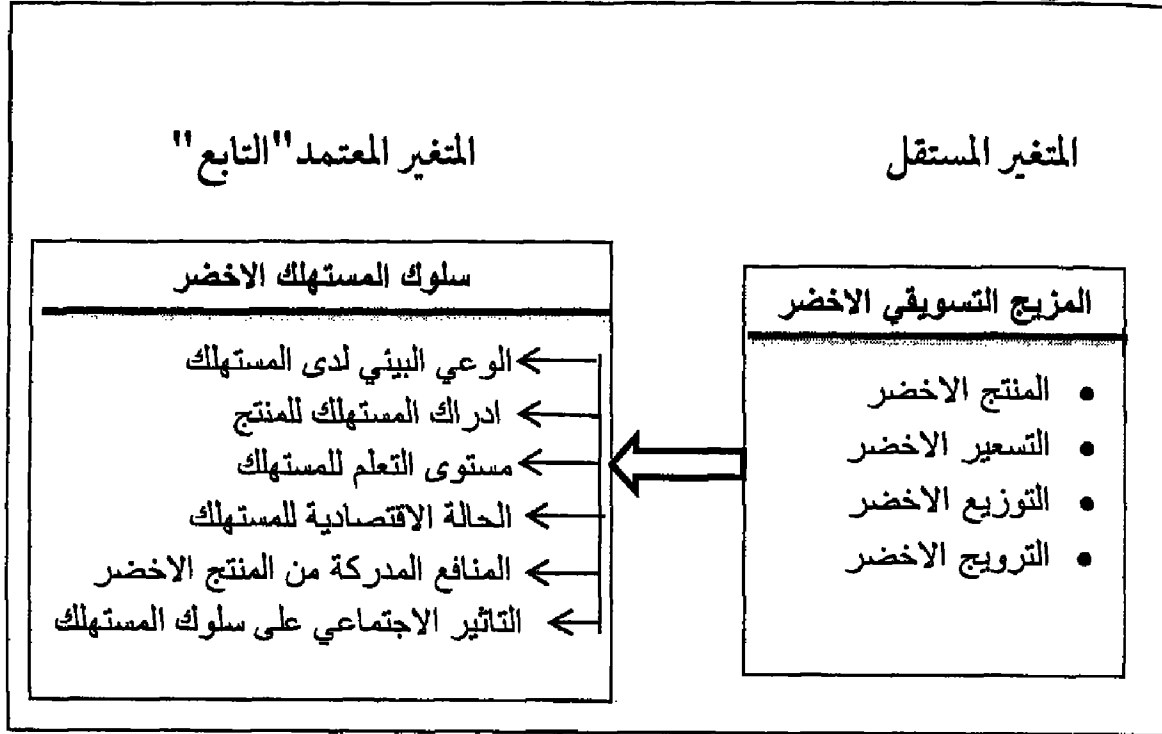 المتغير المستقل
المتغير المعتمد"التابع"
المزيج التسويقي الاخضر
• المنتج الاخضر
• التسعير الاخضر
• التوزيع الاخضر
• الترويج الاخضر
سلوك المستهلك الاخضر
الوعي البيئي لدى المستهلك
ادراك المستهلك للمنتج
مستوى التعلم للمستهلك
الحالة الاقتصادية للمستهلك
المنافع المدركة من المنتج الاخضر
التاثير الاجتماعي على سلوك المستهلك